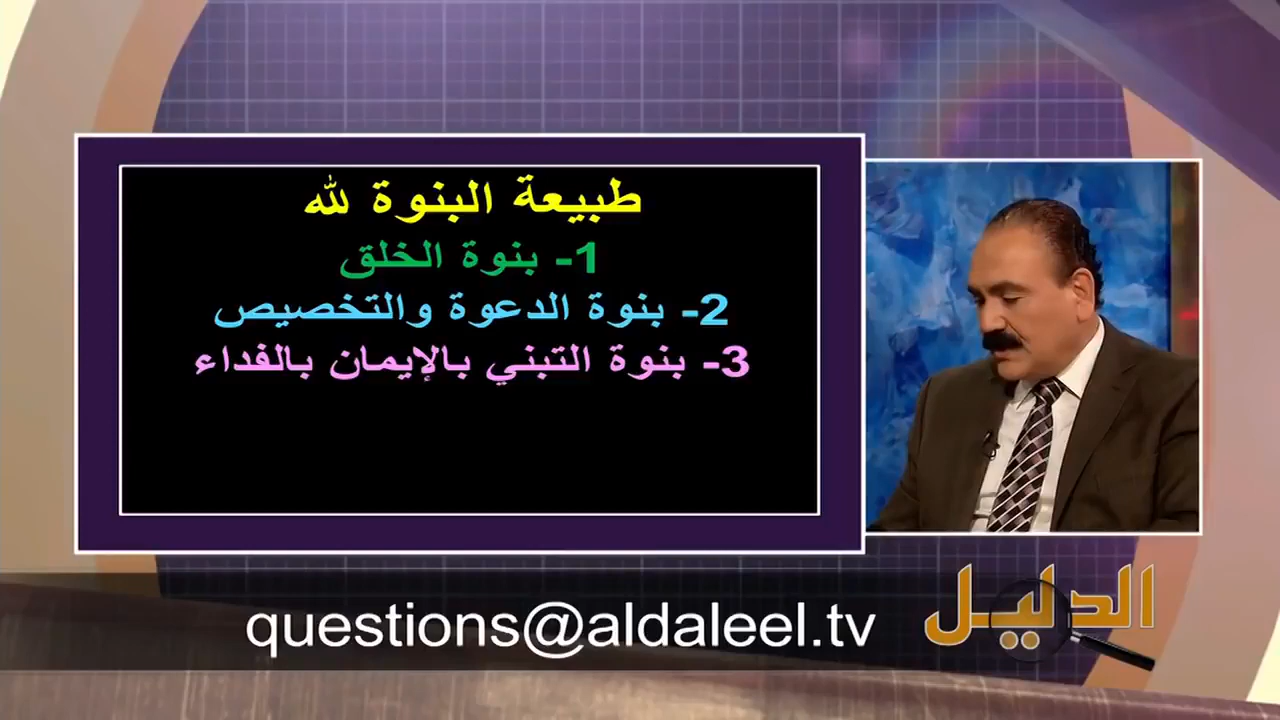 طبيعة البنوة لله
1- بنوة الخلق
2- بنوة الدعوة والتخصيص
3- بنوة التبني بالإيمان بالفداء
questions@aldaleel.tv
الدليل